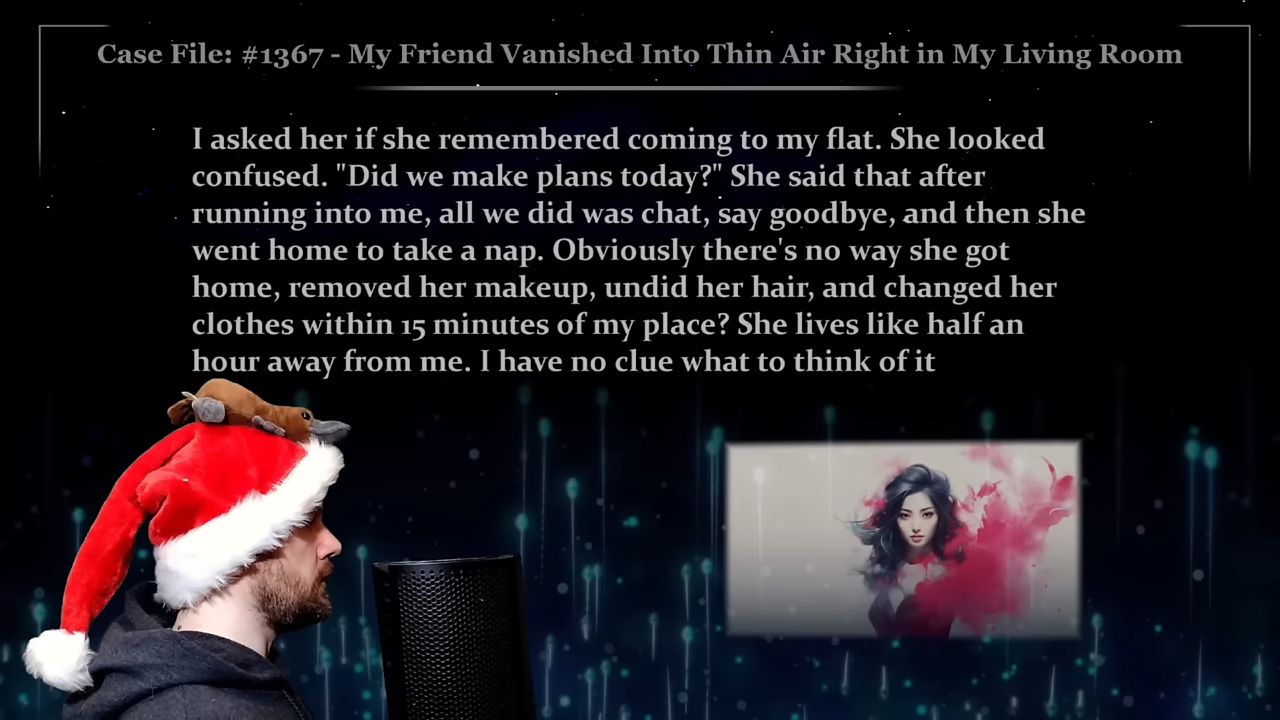 Case File: #1367 - My Friend Vanished Into Thin Air Right in My Living Room
I asked her if she remembered coming to my flat. She looked
confused. "Did we make plans today?" She said that after
running into me, all we did was chat, say goodbye, and then she
went home to take a nap. Obviously there's no way she got
home, removed her makeup, undid her hair, and changed her
clothes within 15 minutes of my place? She lives like half an
hour away from me. I have no clue what to think of it